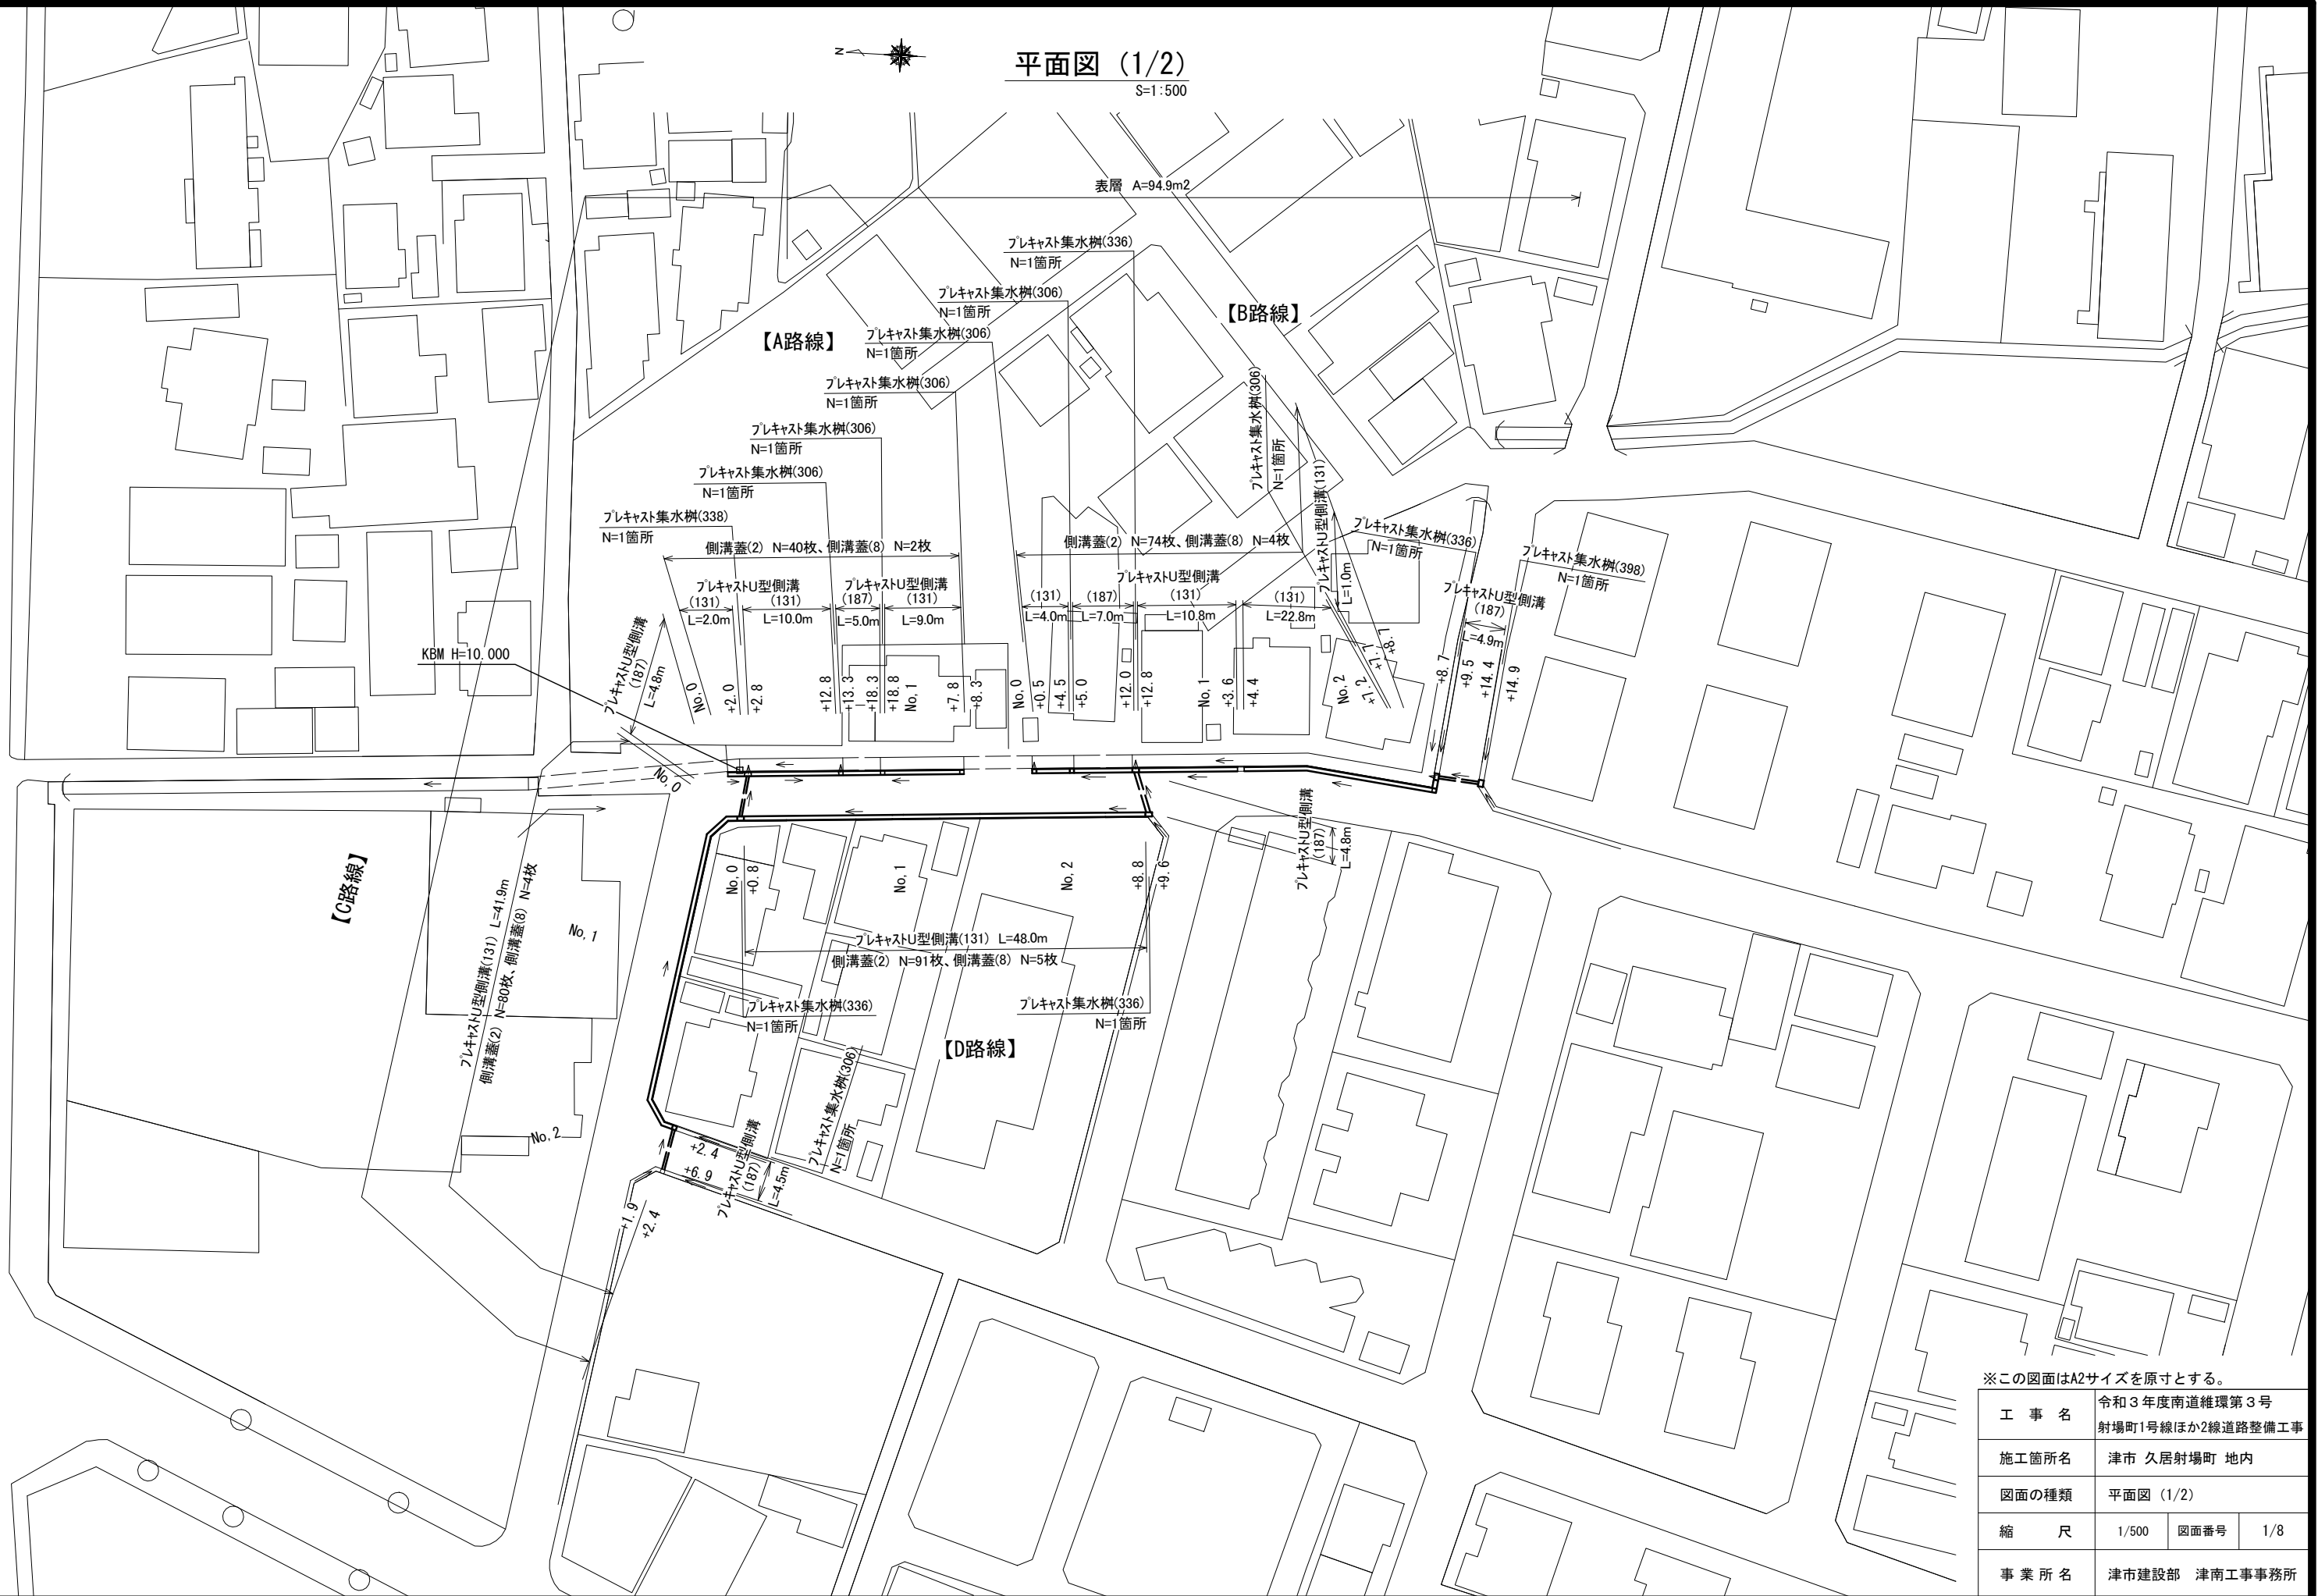 平面図 (1/2)
S=1:500
N
表層 A=94.9m2
【A路線】
【B路線】
プレキャスト集水桝(336)
N=1箇所
プレキャスト集水桝(306)
N=1箇所
プレキャスト集水桝(306)
N=1箇所
プレキャスト集水桝(306)
N=1箇所
プレキャスト集水桝(306)
N=1箇所
プレキャスト集水桝(306)
N=1箇所
プレキャスト集水桝(338)
N=1箇所
側溝蓋(2) N=40枚、側溝蓋(8) N=2枚
側溝蓋(2) N=74枚、側溝蓋(8) N=4枚
プレキャスト集水桝(306)
N=1箇所
プレキャストU型側溝(131)
L=1.0m
プレキャスト集水桝(336)
N=1箇所
プレキャスト集水桝(398)
N=1箇所
プレキャストU型側溝
(187)
L=4.9m
プレキャストU型側溝
(131)
L=2.0m
(131)
L=10.0m
プレキャストU型側溝
(187)
L=5.0m
(131)
L=9.0m
プレキャストU型側溝
(131)
L=4.0m
(187)
L=7.0m
(131)
L=10.8m
(131)
L=22.8m
プレキャストU型側溝
(187)
L=4.8m
KBM H=10.000
No,0
+2.0
+2.8
+12.8
+13.3
+18.3
+18.8
No,1
+7.8
+8.3
No.0
+0.5
+4.5
+5.0
+12.0
+12.8
No,1
+3.6
+4.4
No.2
+7.2
+7.7
+8.7
+9.5
+14.4
+14.9
No,0
【C路線】
プレキャストU型側溝(131) L=41.9m
側溝蓋(2) N=80枚、側溝蓋(8) N=4枚
No,1
No,2
No,0
+0.8
No,1
No,2
+8.8
+9.6
プレキャストU型側溝
(187)
L=4.8m
プレキャストU型側溝(131) L=48.0m
側溝蓋(2) N=91枚、側溝蓋(8) N=5枚
プレキャスト集水桝(336)
N=1箇所
プレキャスト集水桝(336)
N=1箇所
【D路線】
プレキャスト集水桝(306)
N=1箇所
プレキャストU型側溝
(187)
L=4.5m
+2.4
+6.9
+1.9
+2.4
※この図面はA2サイズを原寸とする。
工 事 名 令和3年度南道維環第3号
射場町1号線ほか2線道路整備工事
施工箇所名 津市 久居射場町 地内
図面の種類 平面図 (1/2)
縮 尺 1/500 図面番号 1/8
事 業 所 名 津市建設部 津南工事事務所